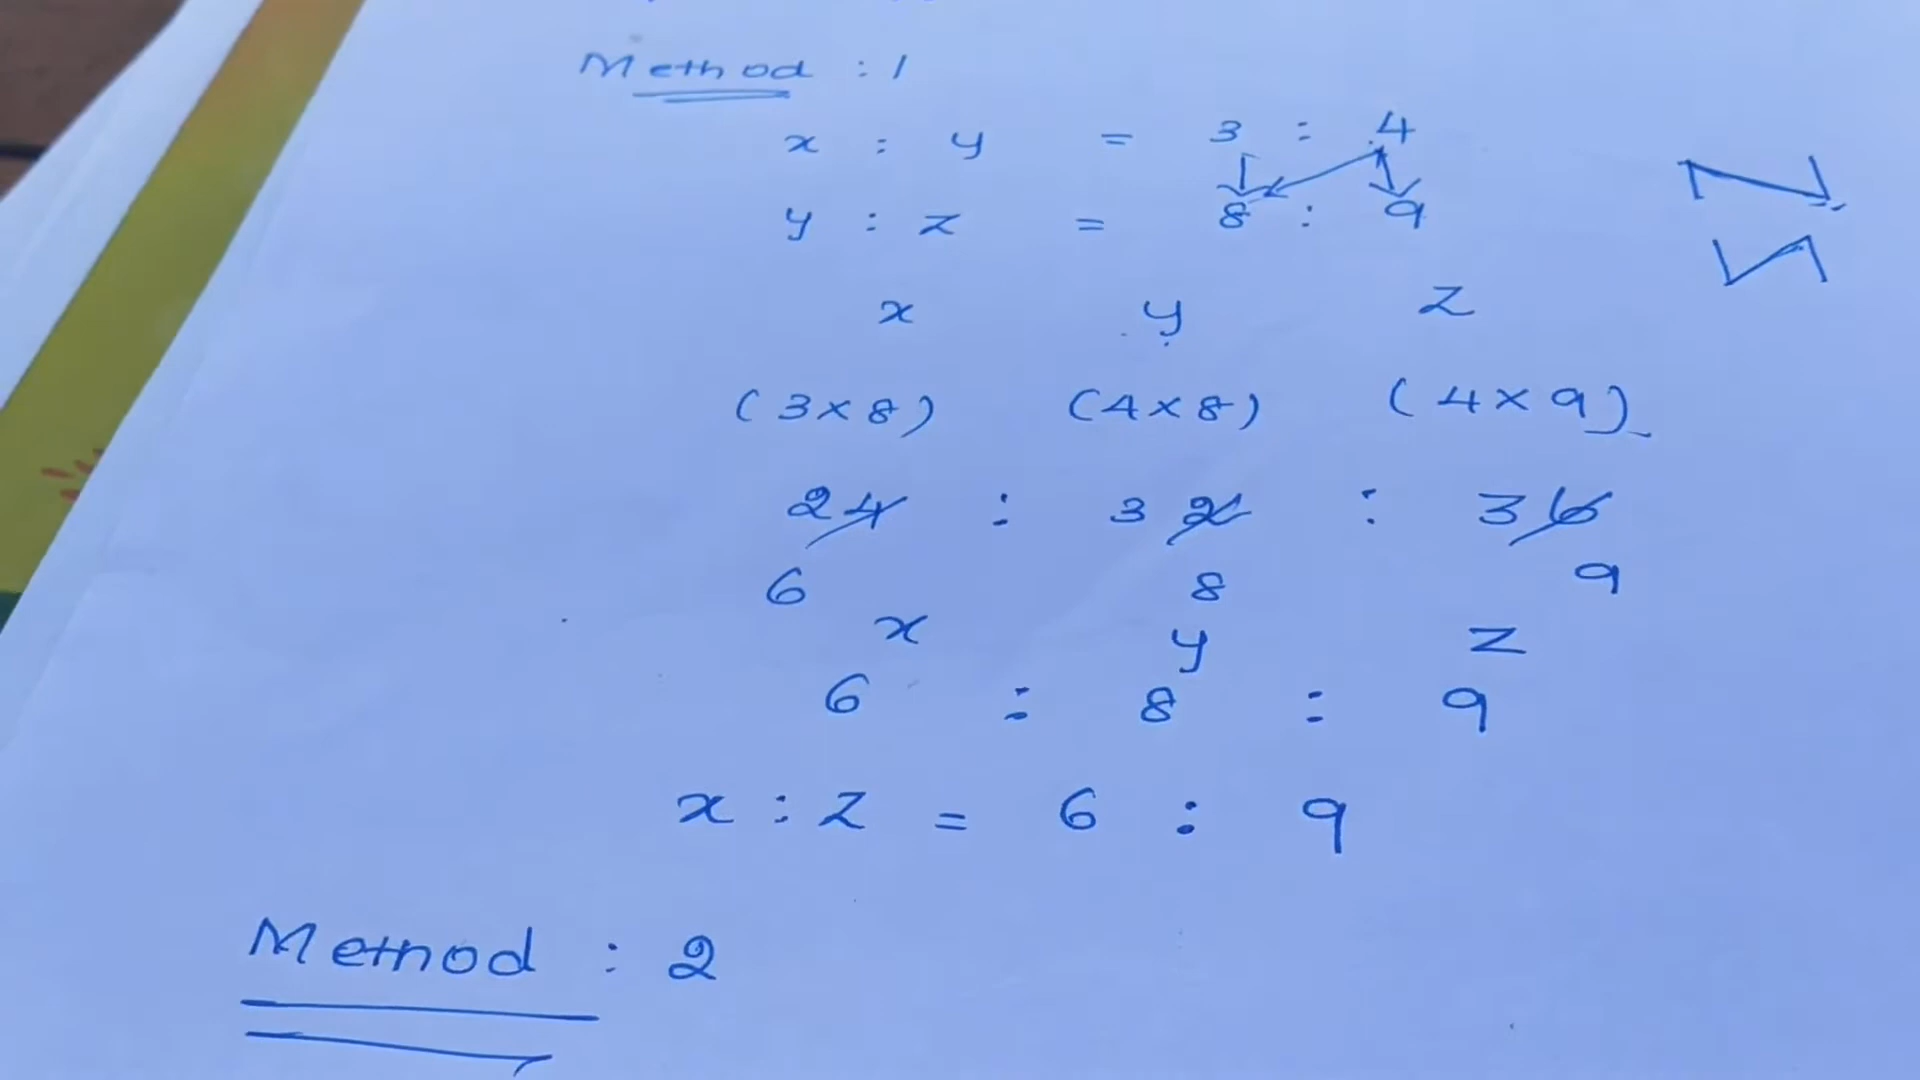 Method : 1
x : y = 3 : 4
y : z = 8 : 9
x y z
(3×8) (4×8) (4×9)
24 : 32 : 36
6 8 9
x y z
6 : 8 : 9
x : z = 6 : 9
Method : 2